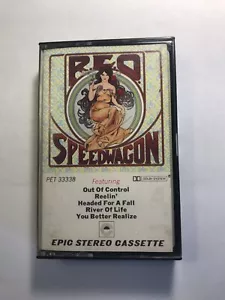 R.E.O.
SPEEDWAGON
PET 33338
Featuring
Out Of Control
Reelin'
Headed For A Fall
River Of Life
You Better Realize
EPIC STEREO CASSETTE